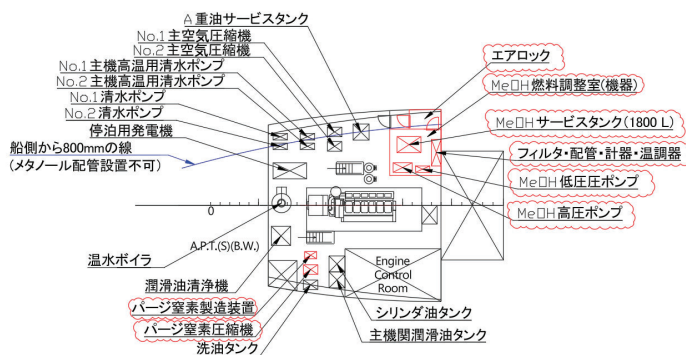 A重油サービスタンク
No.1主空気圧縮機
No.2主空気圧縮機
No.1主機高温用清水ポンプ
No.2主機高温用清水ポンプ
No.1清水ポンプ
No.2清水ポンプ
停泊用発電機
船側から800mmの線
(メタノール配管設置不可)
エアロック
MeOH燃料調整室(機器)
MeOHサービスタンク(1800 L)
フィルタ・配管・計器・温調器
MeOH低圧圧ポンプ
MeOH高圧ポンプ
0
A.P.T.(S)(B.W.)
温水ボイラ
潤滑油清浄機
パージ窒素製造装置
パージ窒素圧縮機
洗油タンク
Engine
Control
Room
シリンダ油タンク
主機関潤滑油タンク